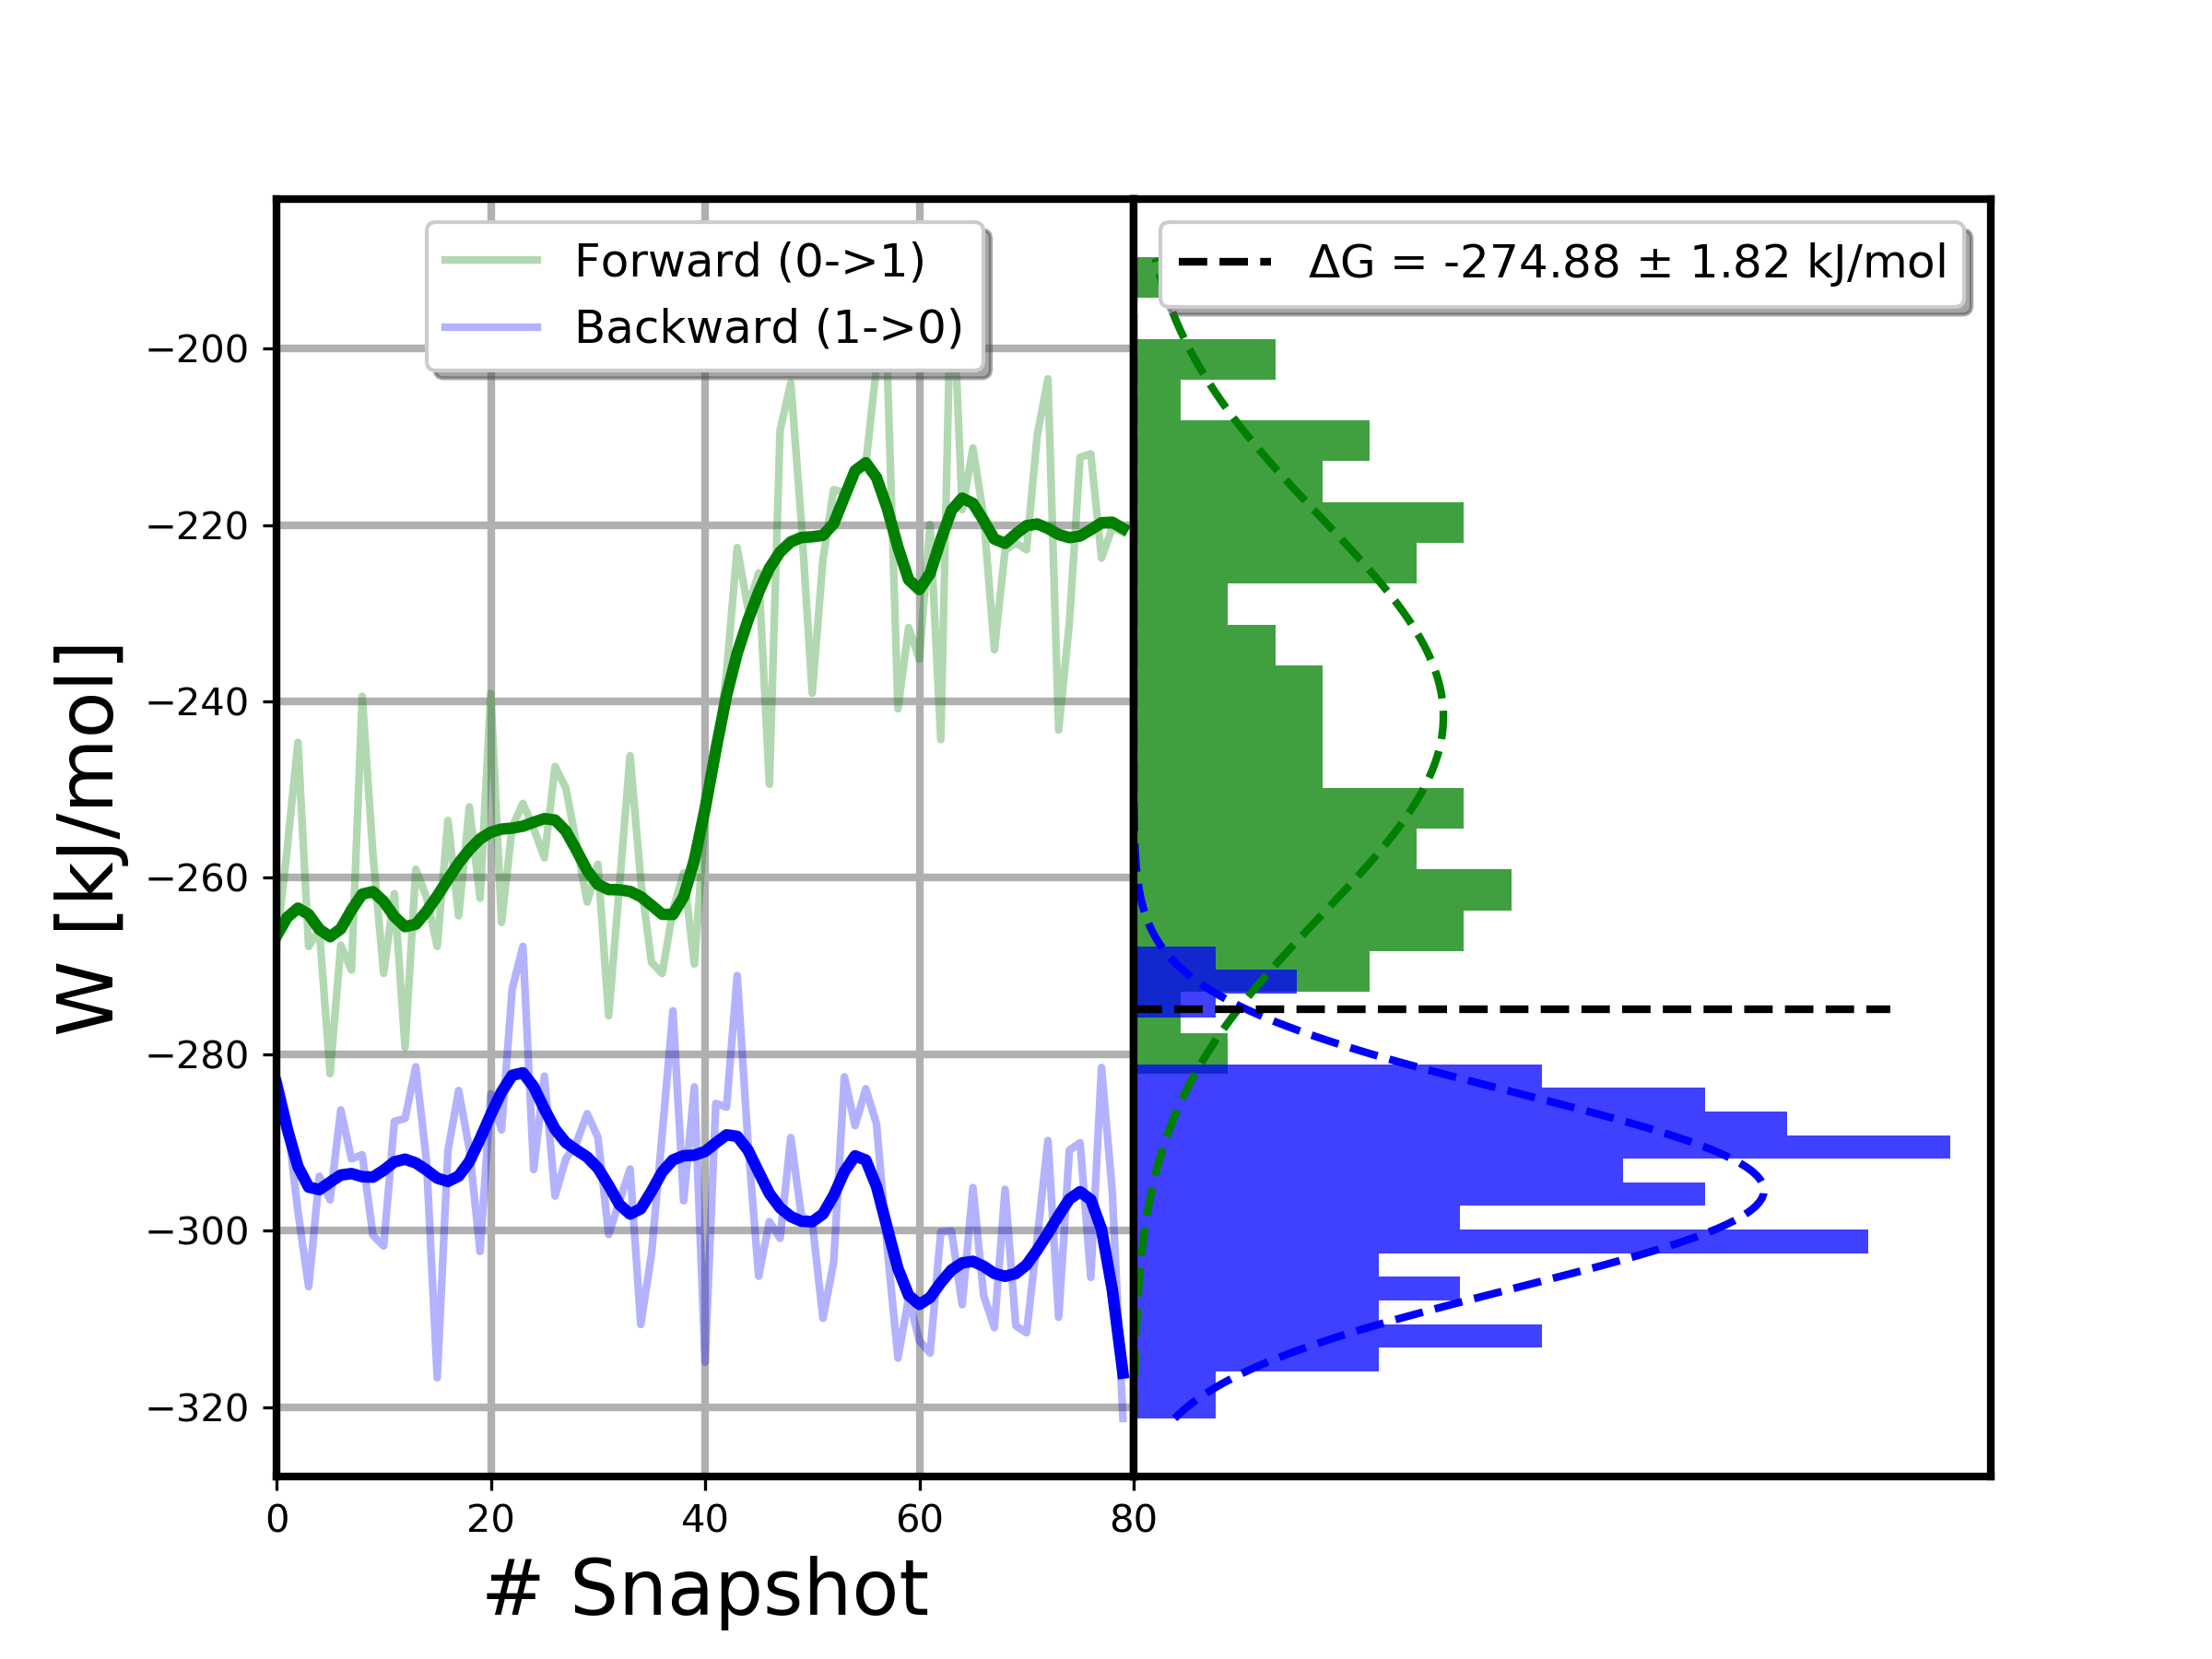 Forward (0->1)
Backward (1->0)
ΔG = -274.88 ± 1.82 kJ/mol
W [kJ/mol]
−200
−220
−240
−260
−280
−300
−320
0 20 40 60 80
# Snapshot